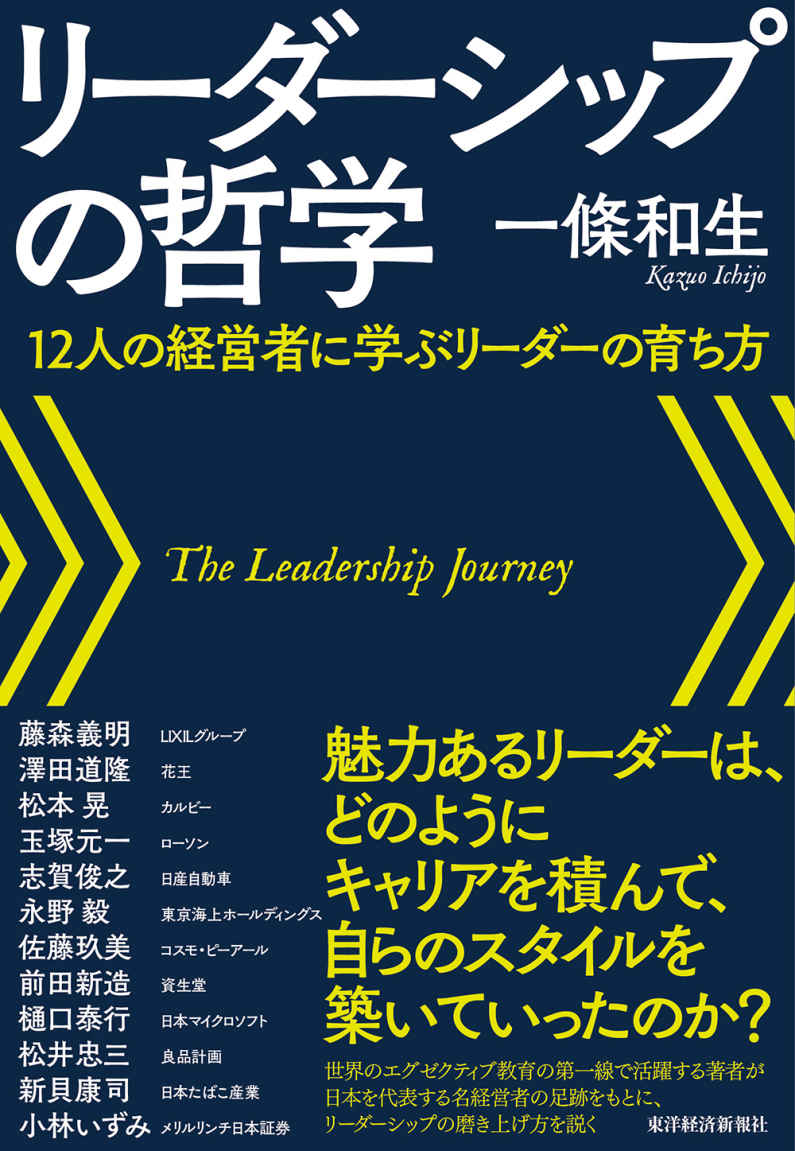 リーダーシップ
の哲学
一條和生
Kazuo Ichijo
12人の経営者に学ぶリーダーの育ち方
The Leadership Journey
藤森義明 LIXILグループ
澤田道隆 花王
松本 晃 カルビー
玉塚元一 ローソン
志賀俊之 日産自動車
永野 毅 東京海上ホールディングス
佐藤玖美 コスモ・ピーアール
前田新造 資生堂
樋口泰行 日本マイクロソフト
松井忠三 良品計画
新貝康司 日本たばこ産業
小林いずみ メリルリンチ日本証券
魅力あるリーダーは、
どのように
キャリアを積んで、
自らのスタイルを
築いていったのか?
世界のエグゼクティブ教育の第一線で活躍する著者が
日本を代表する名経営者の足跡をもとに、
リーダーシップの磨き上げ方を説く
東洋経済新報社